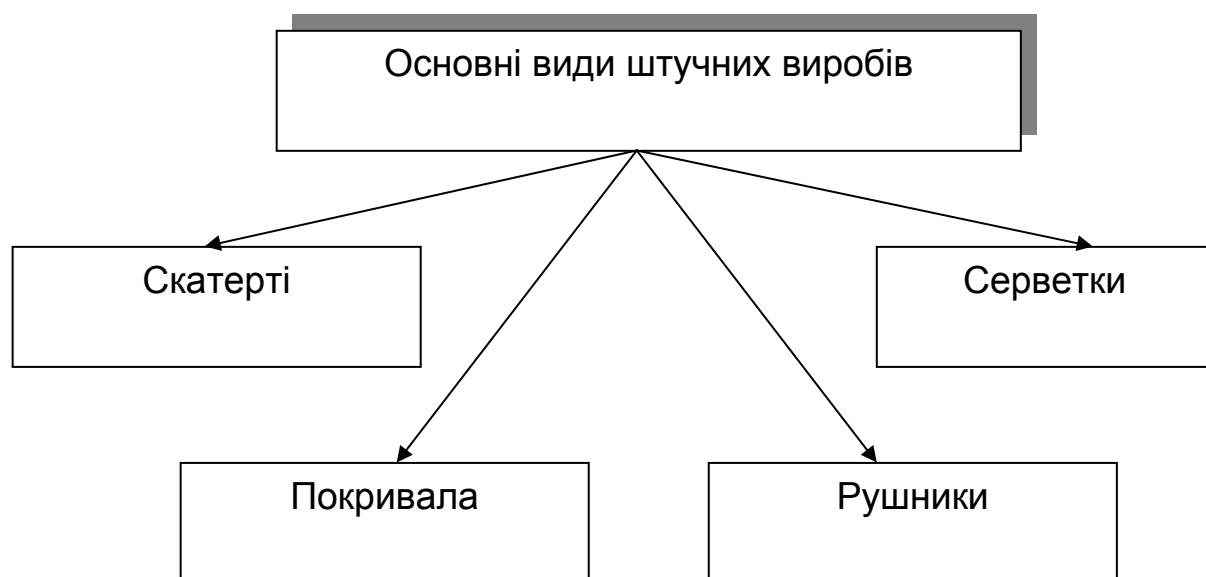 Основні види штучних виробів
Скатерті
Серветки
Покривала
Рушники